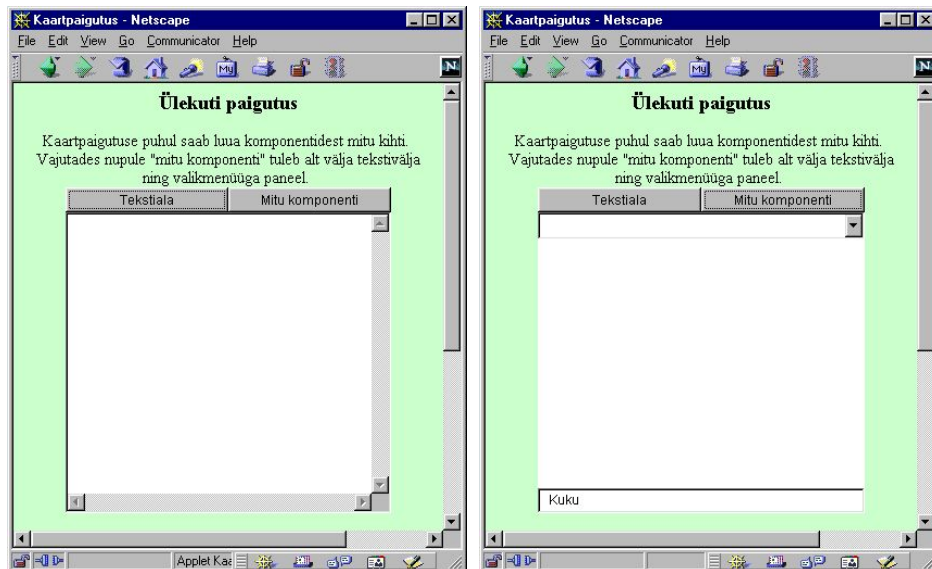 Kaartpaigutus - Netscape
File Edit View Go Communicator Help
My
N
Ülekuti paigutus
Kaartpaigutuse puhul saab luua komponentidest mitu kihti.
Vajutades nupule "mitu komponenti" tuleb alt välja tekstivälja
ning valikmenüüga paneel.
Tekstiala Mitu komponenti
Applet Kaa
Kaartpaigutus - Netscape
File Edit View Go Communicator Help
My
N
Ülekuti paigutus
Kaartpaigutuse puhul saab luua komponentidest mitu kihti.
Vajutades nupule "mitu komponenti" tuleb alt välja tekstivälja
ning valikmenüüga paneel.
Tekstiala Mitu komponenti
Kuku